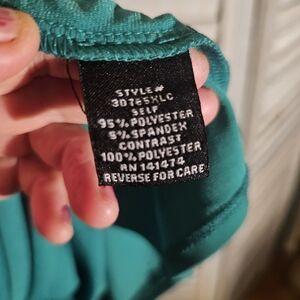 STYLE#
30765XLC
SELF
95%POLYESTER
5%SPANDEX
CONTRAST
100%POLYESTER
RN 141474
REVERSE FOR CARE